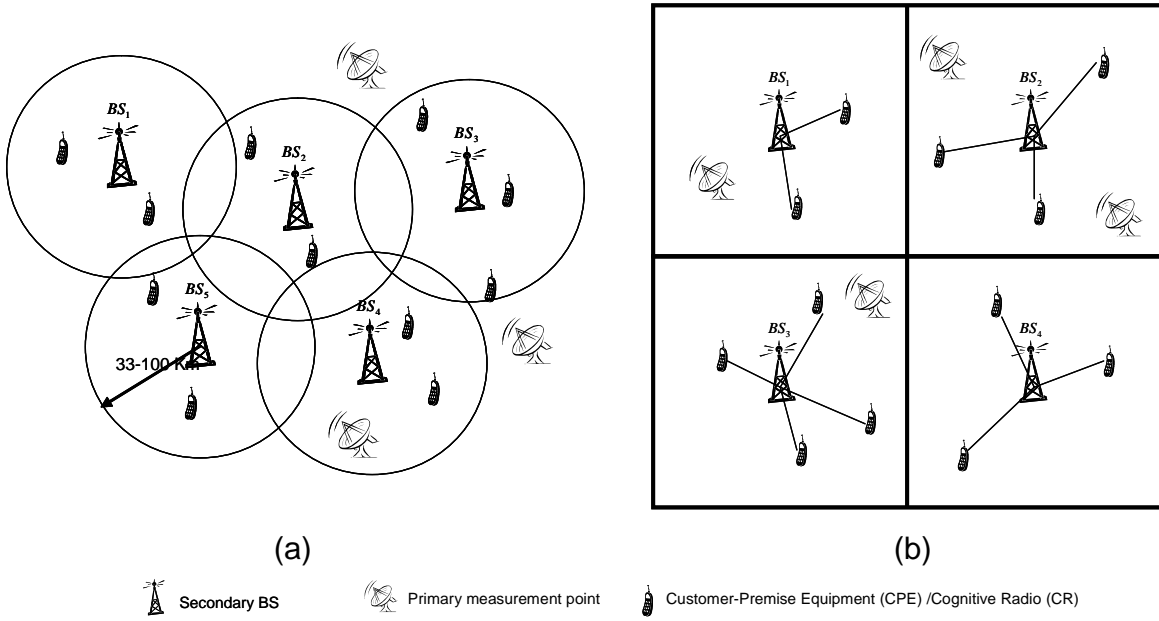 BS1
BS2
BS3
BS4
BS5
33-100 Km
BS1
BS2
BS3
BS4
(a)
(b)
Secondary BS
Primary measurement point
Customer-Premise Equipment (CPE) /Cognitive Radio (CR)